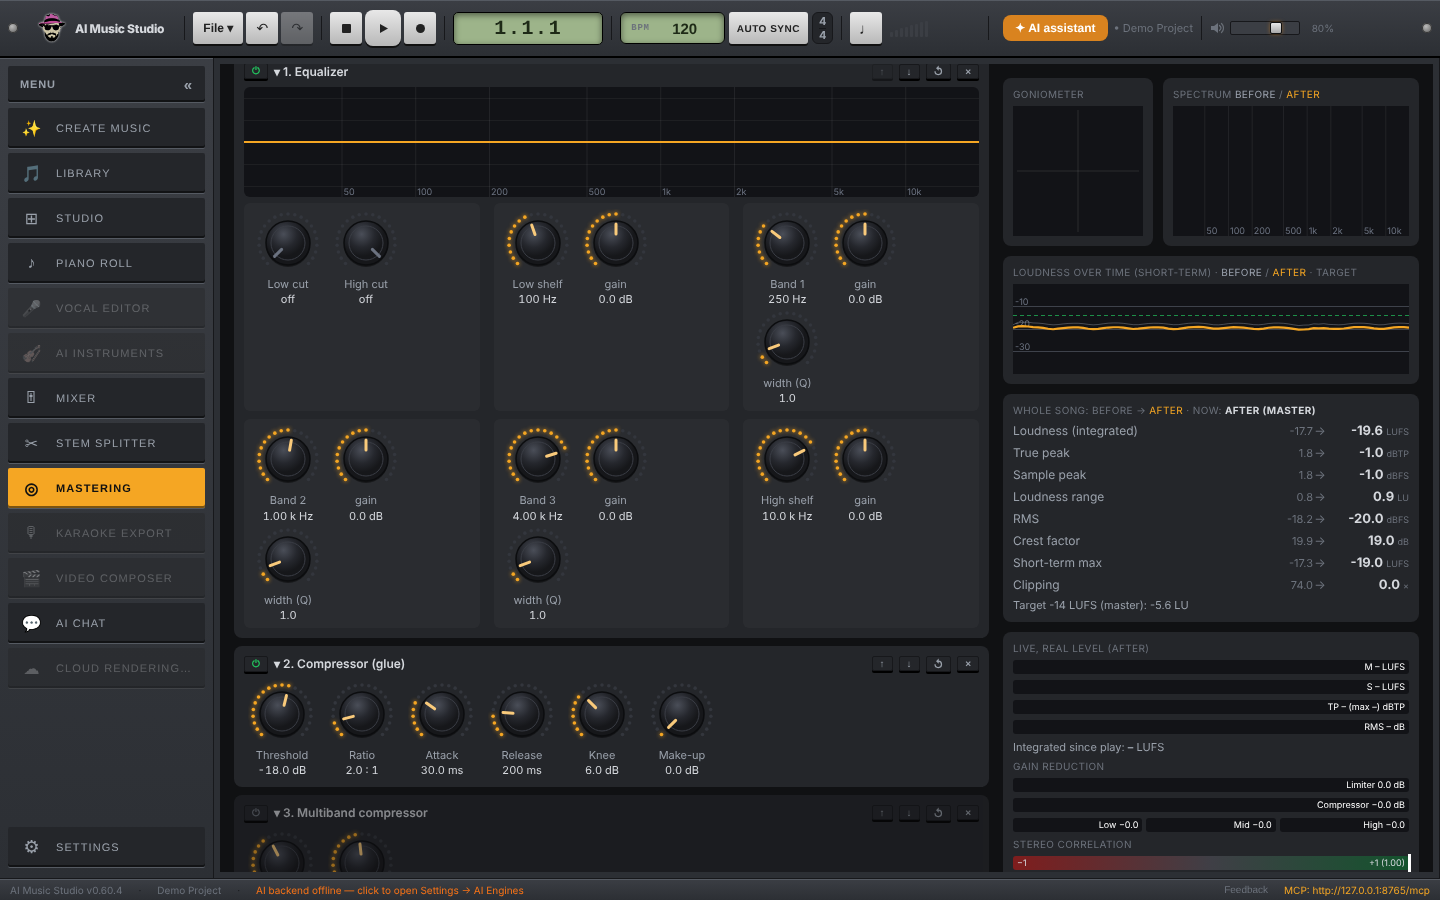 AI Music Studio
File ▾
1.1.1
BPM 120
AUTO SYNC
4
4
✦ AI assistant
• Demo Project
80%
MENU «
CREATE MUSIC
LIBRARY
STUDIO
PIANO ROLL
VOCAL EDITOR
AI INSTRUMENTS
MIXER
STEM SPLITTER
MASTERING
KARAOKE EXPORT
VIDEO COMPOSER
AI CHAT
CLOUD RENDERING...
SETTINGS
▾ 1. Equalizer
50 100 200 500 1k 2k 5k 10k
Low cut High cut
off off
Low shelf gain
100 Hz 0.0 dB
Band 1 gain
250 Hz 0.0 dB
width (Q)
1.0
Band 2 gain
1.00 k Hz 0.0 dB
width (Q)
1.0
Band 3 gain
4.00 k Hz 0.0 dB
width (Q)
1.0
High shelf gain
10.0 k Hz 0.0 dB
▾ 2. Compressor (glue)
Threshold Ratio Attack Release Knee Make-up
-18.0 dB 2.0 : 1 30.0 ms 200 ms 6.0 dB 0.0 dB
▾ 3. Multiband compressor
GONIOMETER
SPECTRUM BEFORE / AFTER
50 100 200 500 1k 2k 5k 10k
LOUDNESS OVER TIME (SHORT-TERM) · BEFORE / AFTER · TARGET
-10
-20
-30
WHOLE SONG: BEFORE → AFTER · NOW: AFTER (MASTER)
Loudness (integrated) -17.7 → -19.6 LUFS
True peak 1.8 → -1.0 dBTP
Sample peak 1.8 → -1.0 dBFS
Loudness range 0.8 → 0.9 LU
RMS -18.2 → -20.0 dBFS
Crest factor 19.9 → 19.0 dB
Short-term max -17.3 → -19.0 LUFS
Clipping 74.0 → 0.0 ×
Target -14 LUFS (master): -5.6 LU
LIVE, REAL LEVEL (AFTER)
M – LUFS
S – LUFS
TP – (max –) dBTP
RMS – dB
Integrated since play: – LUFS
GAIN REDUCTION
Limiter 0.0 dB
Compressor −0.0 dB
Low −0.0 Mid −0.0 High −0.0
STEREO CORRELATION
−1 +1 (1.00)
AI Music Studio v0.60.4 · Demo Project · AI backend offline — click to open Settings → AI Engines
Feedback MCP: http://127.0.0.1:8765/mcp